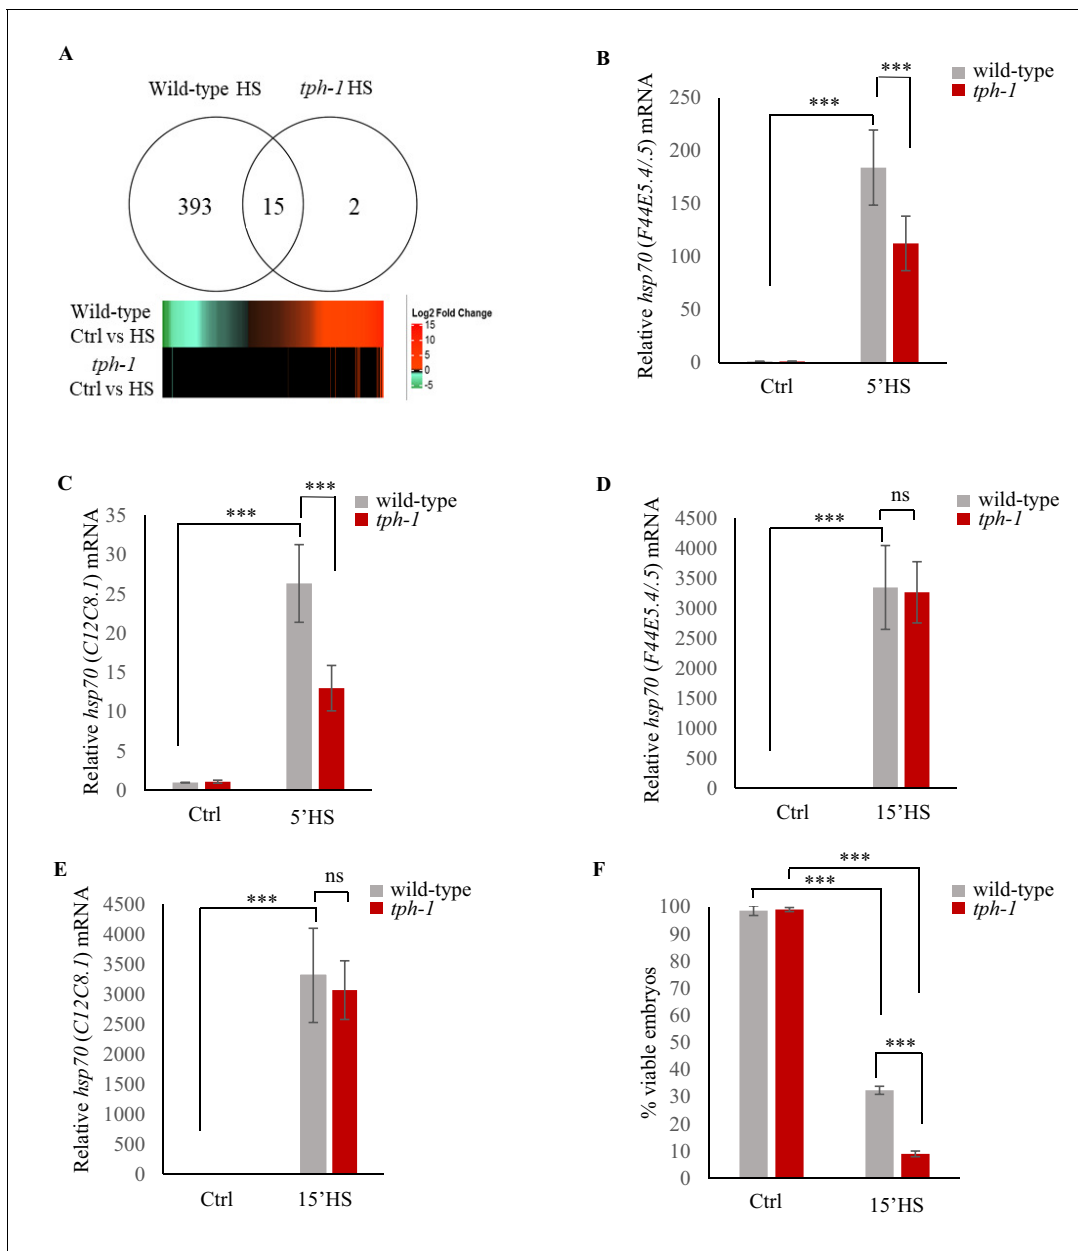 A
Wild-type HS
tph-1 HS
393
15
2
Wild-type
Ctrl vs HS
tph-1
Ctrl vs HS
Log2 Fold Change
15
10
5
0
-5
B
wild-type
tph-1
***
***
Relative hsp70 (F44E5.4/.5) mRNA
250
200
150
100
50
0
Ctrl
5’HS
C
wild-type
tph-1
***
***
Relative hsp70 (C12C8.1) mRNA
35
30
25
20
15
10
5
0
Ctrl
5’HS
D
wild-type
tph-1
ns
***
Relative hsp70 (F44E5.4/.5) mRNA
4500
4000
3500
3000
2500
2000
1500
1000
500
0
Ctrl
15’HS
E
wild-type
tph-1
ns
***
Relative hsp70 (C12C8.1) mRNA
4500
4000
3500
3000
2500
2000
1500
1000
500
0
Ctrl
15’HS
F
wild-type
tph-1
***
***
***
% viable embryos
100
90
80
70
60
50
40
30
20
10
0
Ctrl
15’HS